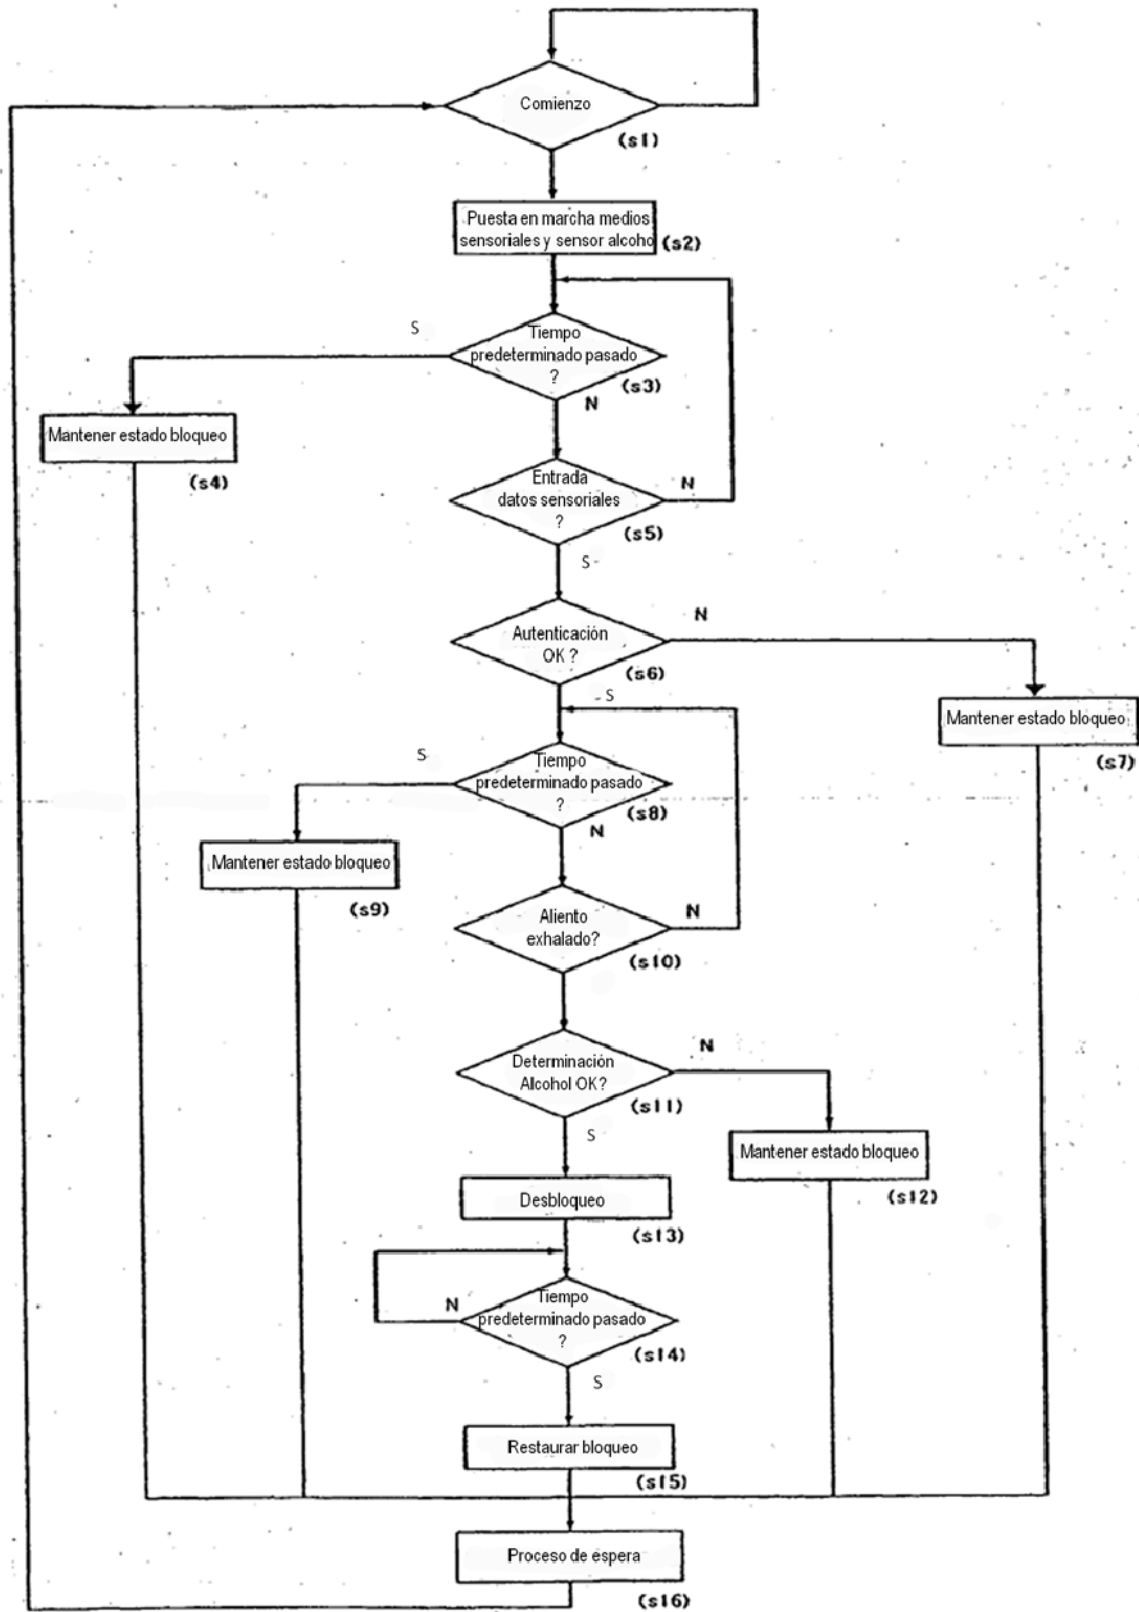 Comienzo
(s1)
Puesta en marcha medios
sensoriales y sensor alcoho
(s2)
S
Tiempo
predeterminado pasado
?
(s3)
N
Mantener estado bloqueo
(s4)
Entrada
datos sensoriales
?
N
(s5)
S
Autenticación
OK ?
N
(s6)
S
Mantener estado bloqueo
(s7)
S
Tiempo
predeterminado pasado
?
(s8)
N
Mantener estado bloqueo
(s9)
Aliento
exhalado?
N
(s10)
Determinación
Alcohol OK?
N
(s11)
S
Mantener estado bloqueo
(s12)
Desbloqueo
(s13)
N
Tiempo
predeterminado pasado
?
(s14)
S
Restaurar bloqueo
(s15)
Proceso de espera
(s16)